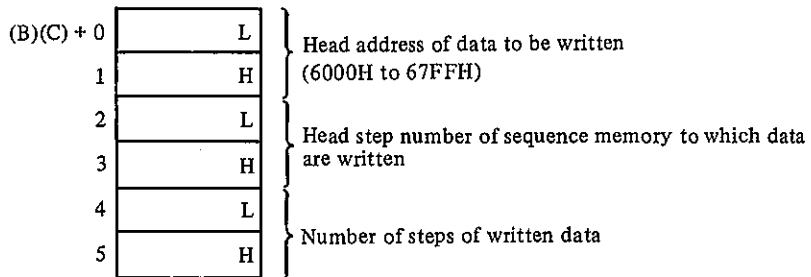 (B)(C) + 0 L
Head address of data to be written
1 H
(6000H to 67FFH)
2 L
Head step number of sequence memory to which data
3 H
are written
4 L
Number of steps of written data
5 H